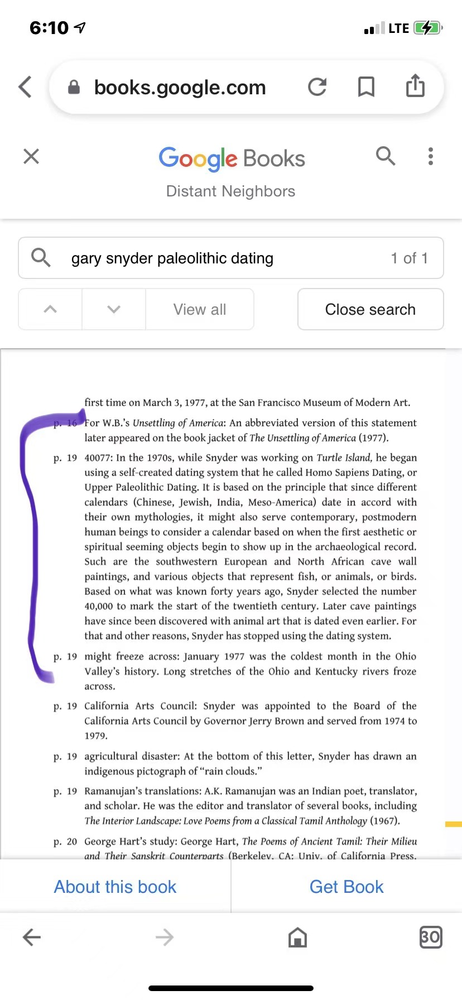 6:10
LTE
books.google.com
Google Books
Distant Neighbors
gary snyder paleolithic dating 1 of 1
View all Close search
first time on March 3, 1977, at the San Francisco Museum of Modern Art.
p. 16 For W.B.'s Unsettling of America: An abbreviated version of this statement
later appeared on the book jacket of The Unsettling of America (1977).
p. 19 40077: In the 1970s, while Snyder was working on Turtle Island, he began
using a self-created dating system that he called Homo Sapiens Dating, or
Upper Paleolithic Dating. It is based on the principle that since different
calendars (Chinese, Jewish, India, Meso-America) date in accord with
their own mythologies, it might also serve contemporary, postmodern
human beings to consider a calendar based on when the first aesthetic or
spiritual seeming objects begin to show up in the archaeological record.
Such are the southwestern European and North African cave wall
paintings, and various objects that represent fish, or animals, or birds.
Based on what was known forty years ago, Snyder selected the number
40,000 to mark the start of the twentieth century. Later cave paintings
have since been discovered with animal art that is dated even earlier. For
that and other reasons, Snyder has stopped using the dating system.
p. 19 might freeze across: January 1977 was the coldest month in the Ohio
Valley's history. Long stretches of the Ohio and Kentucky rivers froze
across.
p. 19 California Arts Council: Snyder was appointed to the Board of the
California Arts Council by Governor Jerry Brown and served from 1974 to
1979.
p. 19 agricultural disaster: At the bottom of this letter, Snyder has drawn an
indigenous pictograph of "rain clouds."
p. 19 Ramanujan's translations: A.K. Ramanujan was an Indian poet, translator,
and scholar. He was the editor and translator of several books, including
The Interior Landscape: Love Poems from a Classical Tamil Anthology (1967).
p. 20 George Hart's study: George Hart, The Poems of Ancient Tamil: Their Milieu
and Their Sanskrit Counterparts (Berkeley, CA: Univ. of California Press,
About this book Get Book
30